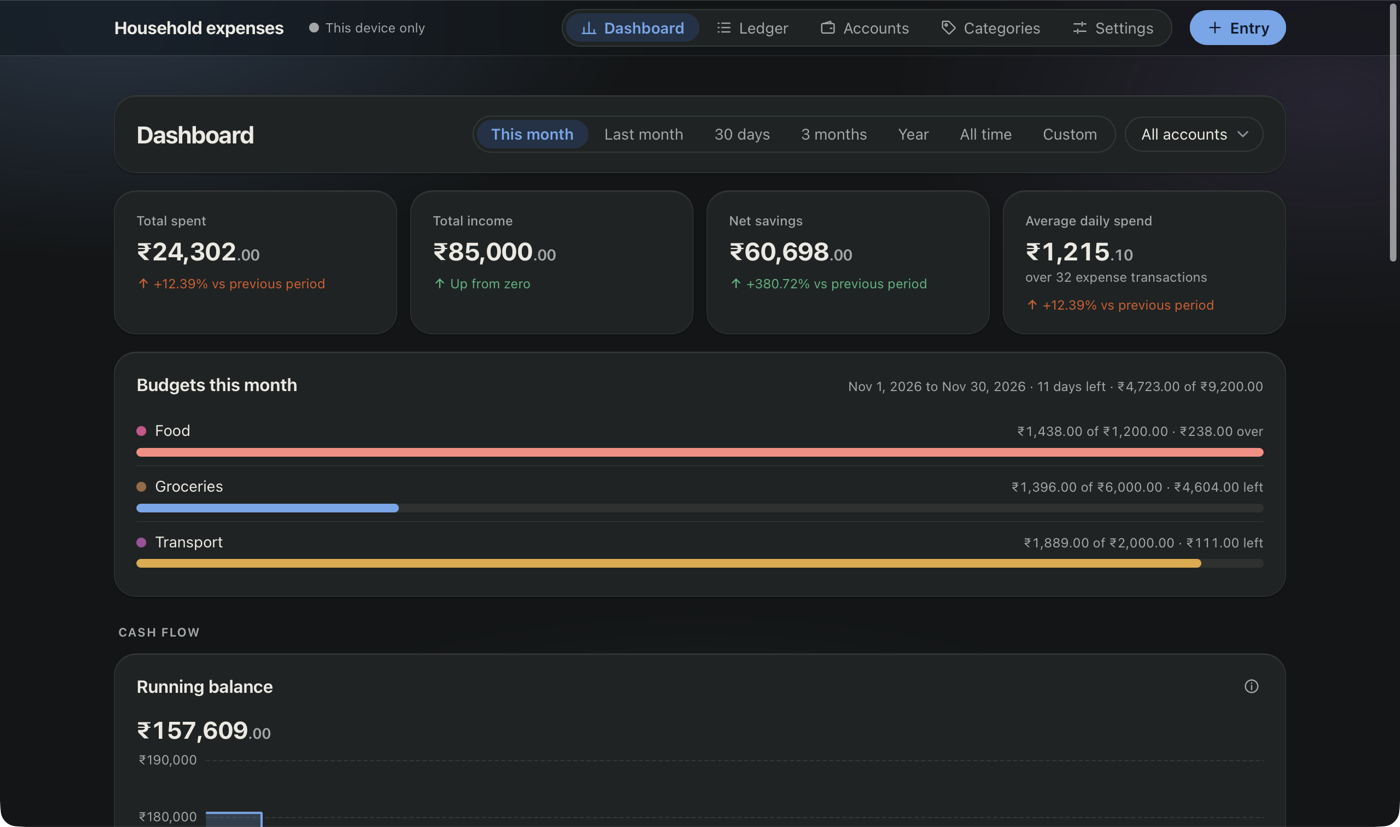 Household expenses This device only Dashboard Ledger Accounts Categories Settings + Entry
Dashboard This month Last month 30 days 3 months Year All time Custom All accounts
Total spent
₹24,302.00
↑ +12.39% vs previous period
Total income
₹85,000.00
↑ Up from zero
Net savings
₹60,698.00
↑ +380.72% vs previous period
Average daily spend
₹1,215.10
over 32 expense transactions
↑ +12.39% vs previous period
Budgets this month Nov 1, 2026 to Nov 30, 2026 · 11 days left · ₹4,723.00 of ₹9,200.00
Food ₹1,438.00 of ₹1,200.00 · ₹238.00 over
Groceries ₹1,396.00 of ₹6,000.00 · ₹4,604.00 left
Transport ₹1,889.00 of ₹2,000.00 · ₹111.00 left
CASH FLOW
Running balance
₹157,609.00
₹190,000
₹180,000